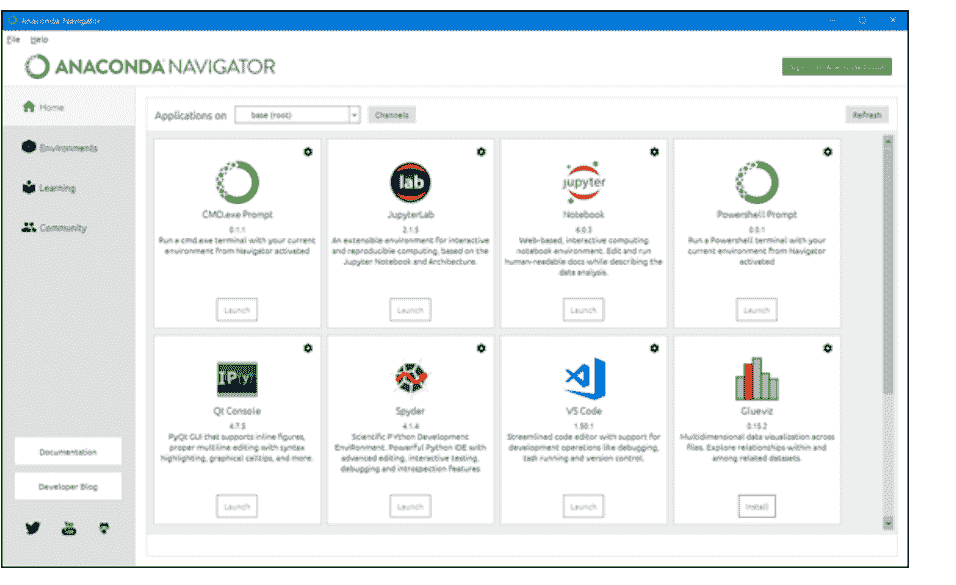 Anaconda Navigator
File Help
ANACONDA NAVIGATOR
Home
Environments
Learning
Community
Documentation
Developer Blog
Applications on base (root) Channels Refresh
CMD.exe Prompt
0.1.1
Run a cmd.exe terminal with your current
environment from Navigator activated
Launch
lab
JupyterLab
2.1.5
An extensible environment for interactive
and reproducible computing, based on the
Jupyter Notebook and Architecture.
Launch
jupyter
Notebook
6.0.3
Web-based, interactive computing
notebook environment. Edit and run
human-readable docs while describing the
data analysis.
Launch
Powershell Prompt
0.0.1
Run a Powershell terminal with your
current environment from Navigator
activated
Launch
IP[y]
Qt Console
4.7.5
PyQt GUI that supports inline figures,
proper multiline editing with syntax
highlighting, graphical calltips, and more.
Launch
Spyder
4.1.4
Scientific PYthon Development
EnviRonment. Powerful Python IDE with
advanced editing, interactive testing,
debugging and introspection features
Launch
VS Code
1.50.1
Streamlined code editor with support for
development operations like debugging,
task running and version control.
Launch
Glueviz
0.15.2
Multidimensional data visualization across
files. Explore relationships within and
among related datasets.
Install